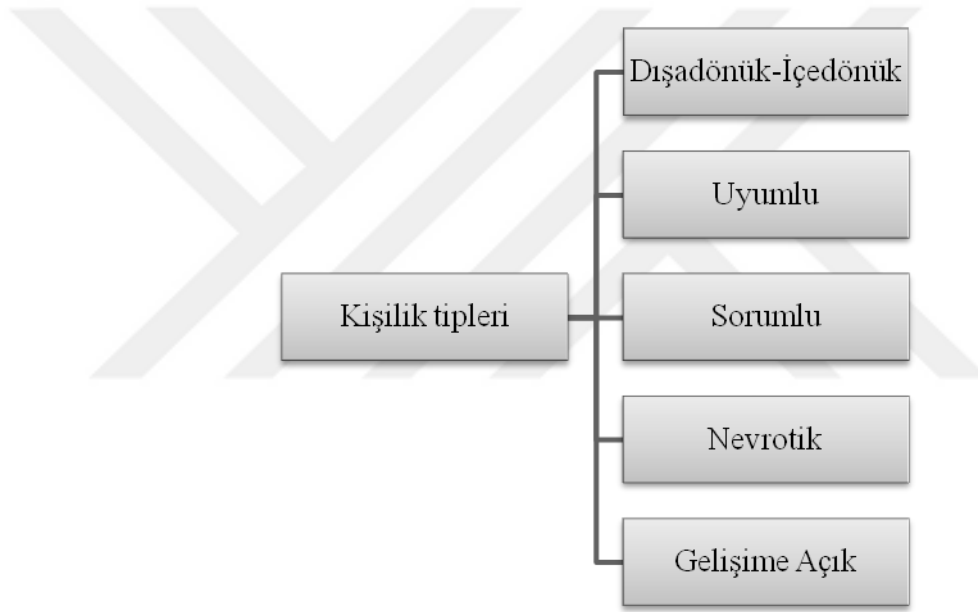 Dışadönük-İçedönük
Uyumlu
Kişilik tipleri
Sorumlu
Nevrotik
Gelişime Açık